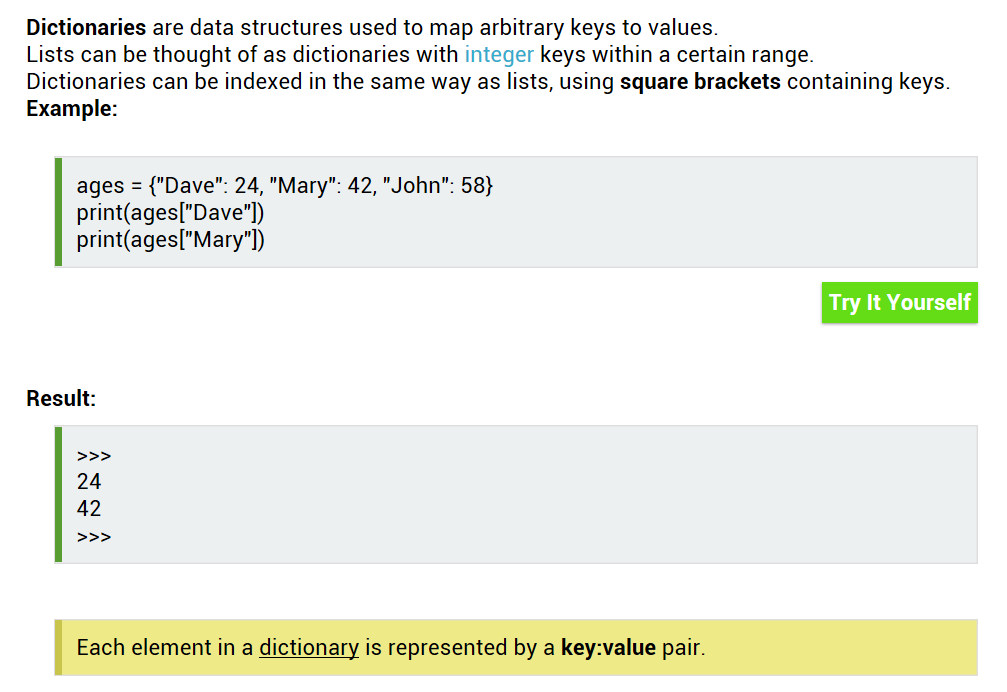 Dictionaries are data structures used to map arbitrary keys to values.
Lists can be thought of as dictionaries with integer keys within a certain range.
Dictionaries can be indexed in the same way as lists, using square brackets containing keys.
Example:
ages = {"Dave": 24, "Mary": 42, "John": 58}
print(ages["Dave"])
print(ages["Mary"])
Try It Yourself
Result:
>>>
24
42
>>>
Each element in a dictionary is represented by a key:value pair.